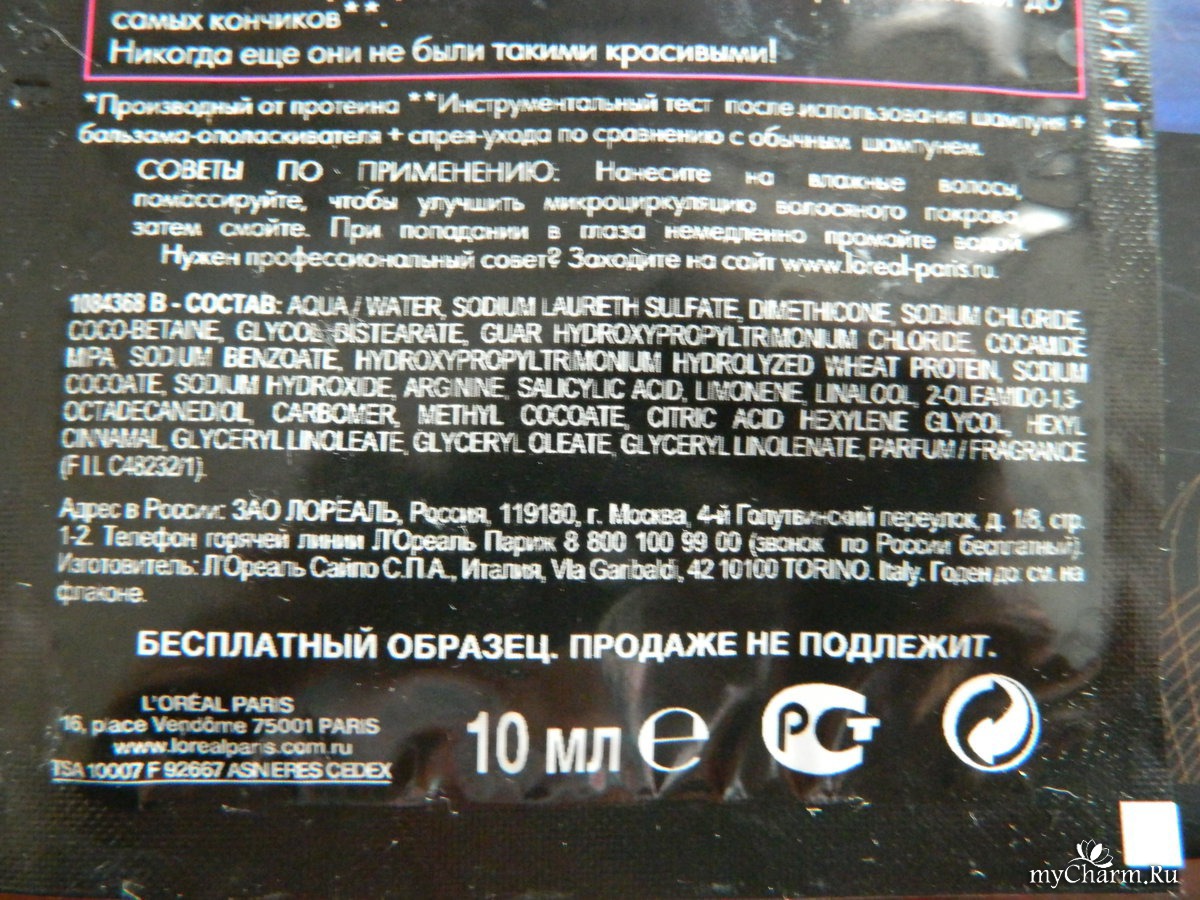 до
самых кончиков**.
Никогда еще они не были такими красивыми!
*Производный от протеина **Инструментальный тест после использования шампуня +
бальзама-ополаскивателя + спрея-ухода по сравнению с обычным шампунем.
СОВЕТЫ ПО ПРИМЕНЕНИЮ: Нанесите на влажные волосы,
помассируйте, чтобы улучшить микроциркуляцию волосяного покрова,
затем смойте. При попадании в глаза немедленно промойте водой.
Нужен профессиональный совет? Заходите на сайт www.loreal-paris.ru.
1084368 B - СОСТАВ: AQUA / WATER, SODIUM LAURETH SULFATE, DIMETHICONE, SODIUM CHLORIDE,
COCO-BETAINE, GLYCOL DISTEARATE, GUAR HYDROXYPROPYLTRIMONIUM CHLORIDE, COCAMIDE
MIPA, SODIUM BENZOATE, HYDROXYPROPYLTRIMONIUM HYDROLYZED WHEAT PROTEIN, SODIUM
COCOATE, SODIUM HYDROXIDE, ARGININE, SALICYLIC ACID, LIMONENE, LINALOOL, 2-OLEAMIDO-1,3-
OCTADECANEDIOL, CARBOMER, METHYL COCOATE, CITRIC ACID HEXYLENE GLYCOL, HEXYL
CINNAMAL, GLYCERYL LINOLEATE, GLYCERYL OLEATE, GLYCERYL LINOLENATE, PARFUM / FRAGRANCE
(F I L C48232/1).
Адрес в России: ЗАО ЛОРЕАЛЬ, Россия, 119180, г. Москва, 4-й Голутвинский переулок, д. 1/8, стр.
1-2. Телефон горячей линии Л'Ореаль Париж 8 800 100 99 00 (звонок по России бесплатный).
Изготовитель: Л'Ореаль Сайпо С.П.А., Италия, Via Garibaldi, 42 10100 TORINO. Italy. Годен до: см. на
флаконе.
БЕСПЛАТНЫЙ ОБРАЗЕЦ. ПРОДАЖЕ НЕ ПОДЛЕЖИТ.
L'ORÉAL PARIS
16, place Vendôme 75001 PARIS
www.lorealparis.com.ru
TSA 10007 F 92667 ASNIERES CEDEX
10 мл e
РСТ
myCharm.Ru